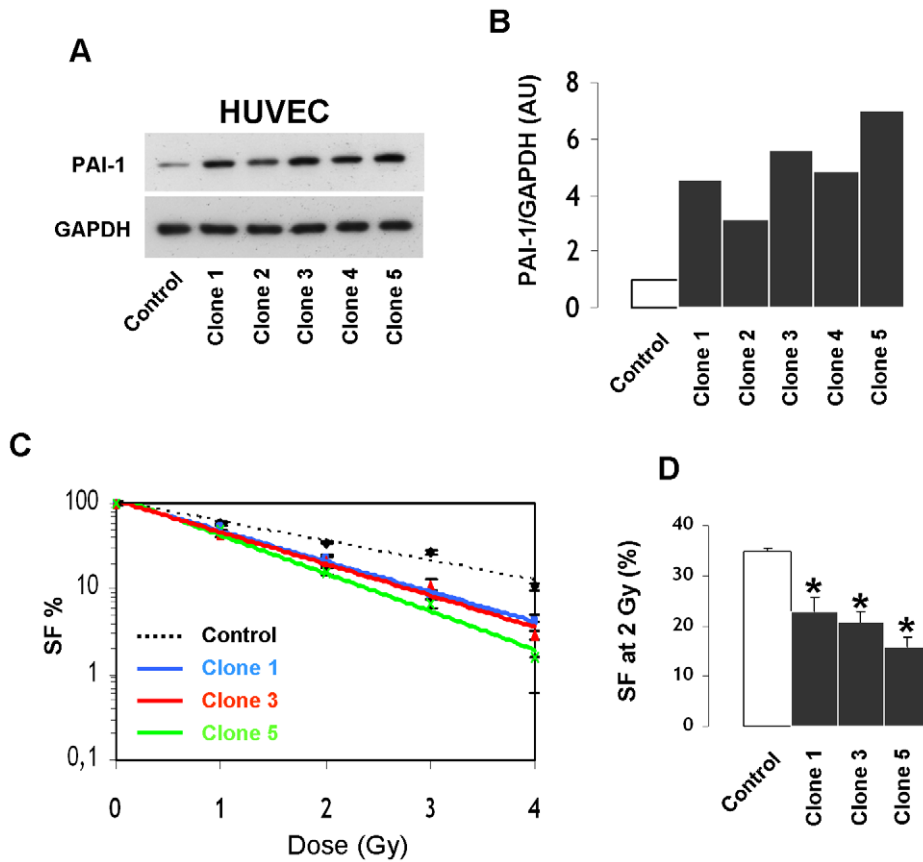 A
HUVEC
PAI-1
GAPDH
Control
Clone 1
Clone 2
Clone 3
Clone 4
Clone 5
B
PAI-1/GAPDH (AU)
8
6
4
2
0
Control
Clone 1
Clone 2
Clone 3
Clone 4
Clone 5
C
SF %
100
10
1
0,1
Control
Clone 1
Clone 3
Clone 5
0 1 2 3 4
Dose (Gy)
D
SF at 2 Gy (%)
40
30
20
10
0
* * *
Control
Clone 1
Clone 3
Clone 5